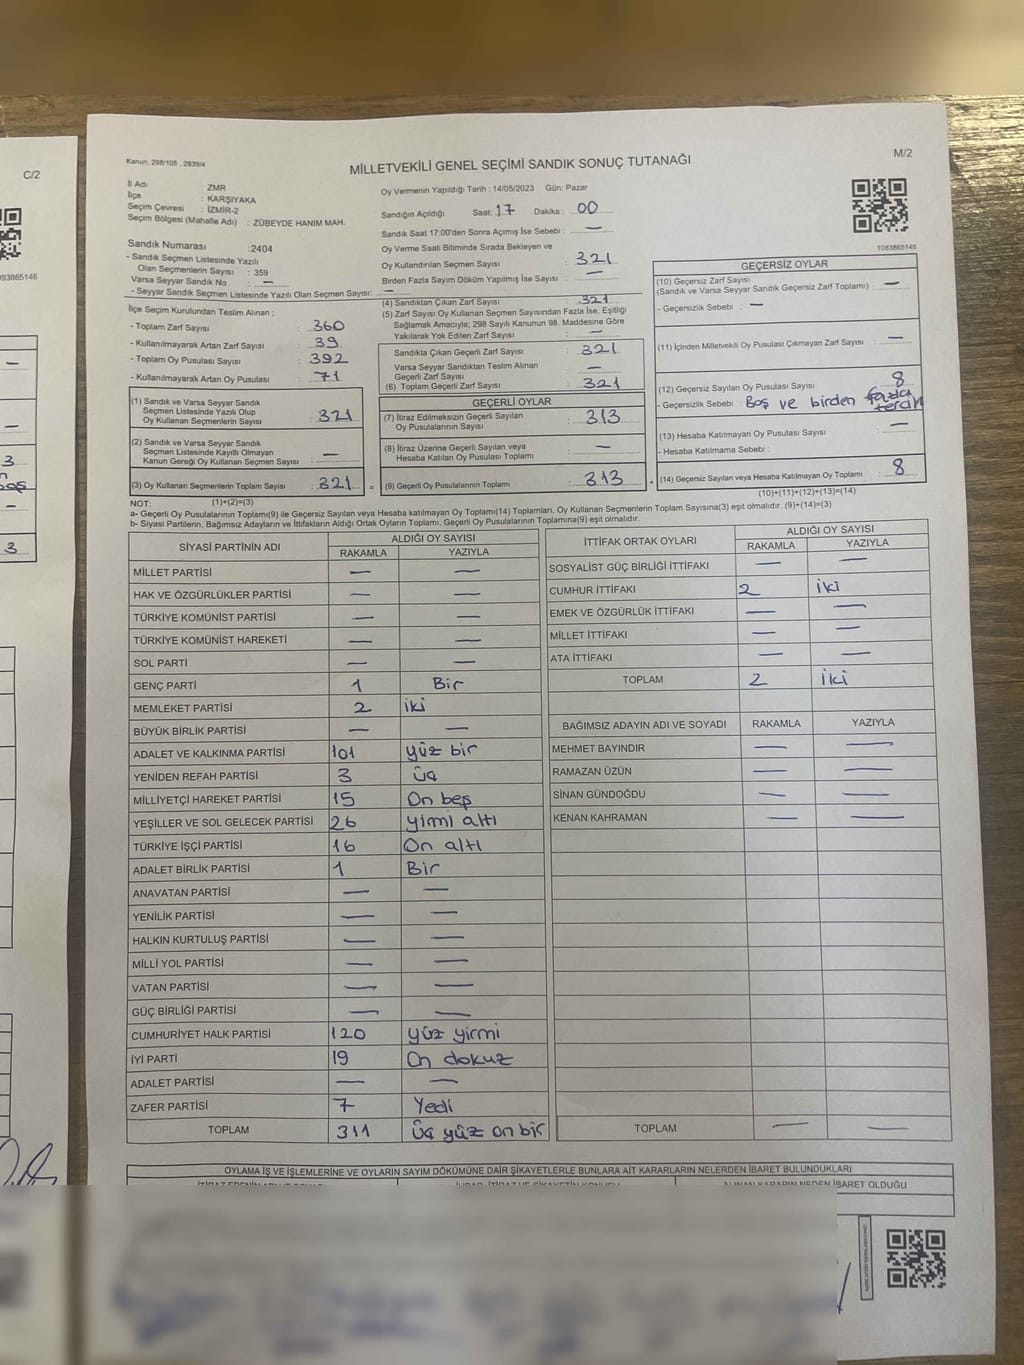 C/2
093865146
Kanun, 298/105 , 2839/4
MİLLETVEKİLİ GENEL SEÇİMİ SANDIK SONUÇ TUTANAĞI
M/2
İl Adı : ZMR
İlçe : KARŞIYAKA
Seçim Çevresi : İZMİR-2
Seçim Bölgesi (Mahalle Adı) : ZÜBEYDE HANIM MAH.
Oy Vermenin Yapıldığı Tarih : 14/05/2023 Gün: Pazar
Sandığın Açıldığı Saat: 17 Dakika : 00
Sandık Saat 17:00'den Sonra Açımış İse Sebebi : —
1093865146
Sandık Numarası : 2404
- Sandık Seçmen Listesinde Yazılı
Olan Seçmenlerin Sayısı : 359
Varsa Seyyar Sandık No : —
- Seyyar Sandık Seçmen Listesinde Yazılı Olan Seçmen Sayısı: —
Oy Verme Saati Bitiminde Sırada Bekleyen ve
Oy Kullandırılan Seçmen Sayısı : 321
Birden Fazla Sayım Döküm Yapılmış İse Sayısı : —
İlçe Seçim Kurulundan Teslim Alınan ;
- Toplam Zarf Sayısı : 360
- Kullanılmayarak Artan Zarf Sayısı : 39
- Toplam Oy Pusulası Sayısı : 392
- Kullanılmayarak Artan Oy Pusulası : 71
(4) Sandıktan Çıkan Zarf Sayısı : 321
(5) Zarf Sayısı Oy Kullanan Seçmen Sayısından Fazla İse, Eşitliği
Sağlamak Amacıyla; 298 Sayılı Kanunun 98. Maddesine Göre
Yakılarak Yok Edilen Zarf Sayısı : —
Sandıkta Çıkan Geçerli Zarf Sayısı : 321
Varsa Seyyar Sandıktan Teslim Alınan
Geçerli Zarf Sayısı : —
(6) Toplam Geçerli Zarf Sayısı : 321
(1) Sandık ve Varsa Seyyar Sandık
Seçmen Listesinde Yazılı Olup
Oy Kullanan Seçmenlerin Sayısı : 321
(2) Sandık ve Varsa Seyyar Sandık
Seçmen Listesinde Kayıtlı Olmayan
Kanun Gereği Oy Kullanan Seçmen Sayısı : —
(3) Oy Kullanan Seçmenlerin Toplam Sayısı : 321 =
GEÇERLİ OYLAR
(7) İtiraz Edilmeksizin Geçerli Sayılan
Oy Pusulalarının Sayısı : 313
(8) İtiraz Üzerine Geçerli Sayılan veya
Hesaba Katılan Oy Pusulası Toplamı : —
(9) Geçerli Oy Pusulalarının Toplamı : 313
GEÇERSİZ OYLAR
(10) Geçersiz Zarf Sayısı
(Sandık ve Varsa Seyyar Sandık Geçersiz Zarf Toplamı) : —
- Geçersizlik Sebebi : —
(11) İçinden Milletvekili Oy Pusulası Çıkmayan Zarf Sayısı : —
(12) Geçersiz Sayılan Oy Pusulası Sayısı : 8
- Geçersizlik Sebebi : Boş ve birden fazla tercih
(13) Hesaba Katılmayan Oy Pusulası Sayısı : —
- Hesaba Katılmama Sebebi :
(14) Geçersiz Sayılan veya Hesaba Katılmayan Oy Toplamı : 8
NOT: (1)+(2)=(3)
(10)+(11)+(12)+(13)=(14)
a- Geçerli Oy Pusulalarının Toplamı(9) ile Geçersiz Sayılan veya Hesaba katılmayan Oy Toplamı(14) Toplamları, Oy Kullanan Seçmenlerin Toplam Sayısına(3) eşit olmalıdır. (9)+(14)=(3)
b- Siyasi Partilerin, Bağımsız Adayların ve İttifakların Aldığı Ortak Oyların Toplamı, Geçerli Oy Pusulalarının Toplamına(9) eşit olmalıdır.
SİYASİ PARTİNİN ADI ALDIĞI OY SAYISI
RAKAMLA YAZIYLA
MİLLET PARTİSİ — —
HAK VE ÖZGÜRLÜKLER PARTİSİ — —
TÜRKİYE KOMÜNİST PARTİSİ — —
TÜRKİYE KOMÜNİST HAREKETİ — —
SOL PARTİ — —
GENÇ PARTİ 1 Bir
MEMLEKET PARTİSİ 2 iki
BÜYÜK BİRLİK PARTİSİ — —
ADALET VE KALKINMA PARTİSİ 101 yüz bir
YENİDEN REFAH PARTİSİ 3 üç
MİLLİYETÇİ HAREKET PARTİSİ 15 On beş
YEŞİLLER VE SOL GELECEK PARTİSİ 26 yirmi altı
TÜRKİYE İŞÇİ PARTİSİ 16 On altı
ADALET BİRLİK PARTİSİ 1 Bir
ANAVATAN PARTİSİ — —
YENİLİK PARTİSİ — —
HALKIN KURTULUŞ PARTİSİ — —
MİLLİ YOL PARTİSİ — —
VATAN PARTİSİ — —
GÜÇ BİRLİĞİ PARTİSİ — —
CUMHURİYET HALK PARTİSİ 120 yüz yirmi
İYİ PARTİ 19 On dokuz
ADALET PARTİSİ — —
ZAFER PARTİSİ 7 Yedi
TOPLAM 311 üç yüz on bir
İTTİFAK ORTAK OYLARI ALDIĞI OY SAYISI
RAKAMLA YAZIYLA
SOSYALİST GÜÇ BİRLİĞİ İTTİFAKI — —
CUMHUR İTTİFAKI 2 iki
EMEK VE ÖZGÜRLÜK İTTİFAKI — —
MİLLET İTTİFAKI — —
ATA İTTİFAKI — —
TOPLAM 2 iki
BAĞIMSIZ ADAYIN ADI VE SOYADI RAKAMLA YAZIYLA
MEHMET BAYINDIR — —
RAMAZAN ÜZÜN — —
SİNAN GÜNDOĞDU — —
KENAN KAHRAMAN — —
TOPLAM — —
OYLAMA İŞ VE İŞLEMLERİNE VE OYLARIN SAYIM DÖKÜMÜNE DAİR ŞİKAYETLERLE BUNLARA AİT KARARLARIN NELERDEN İBARET BULUNDUKLARI
ALINAN KARARIN NEDEN İBARET OLDUĞU